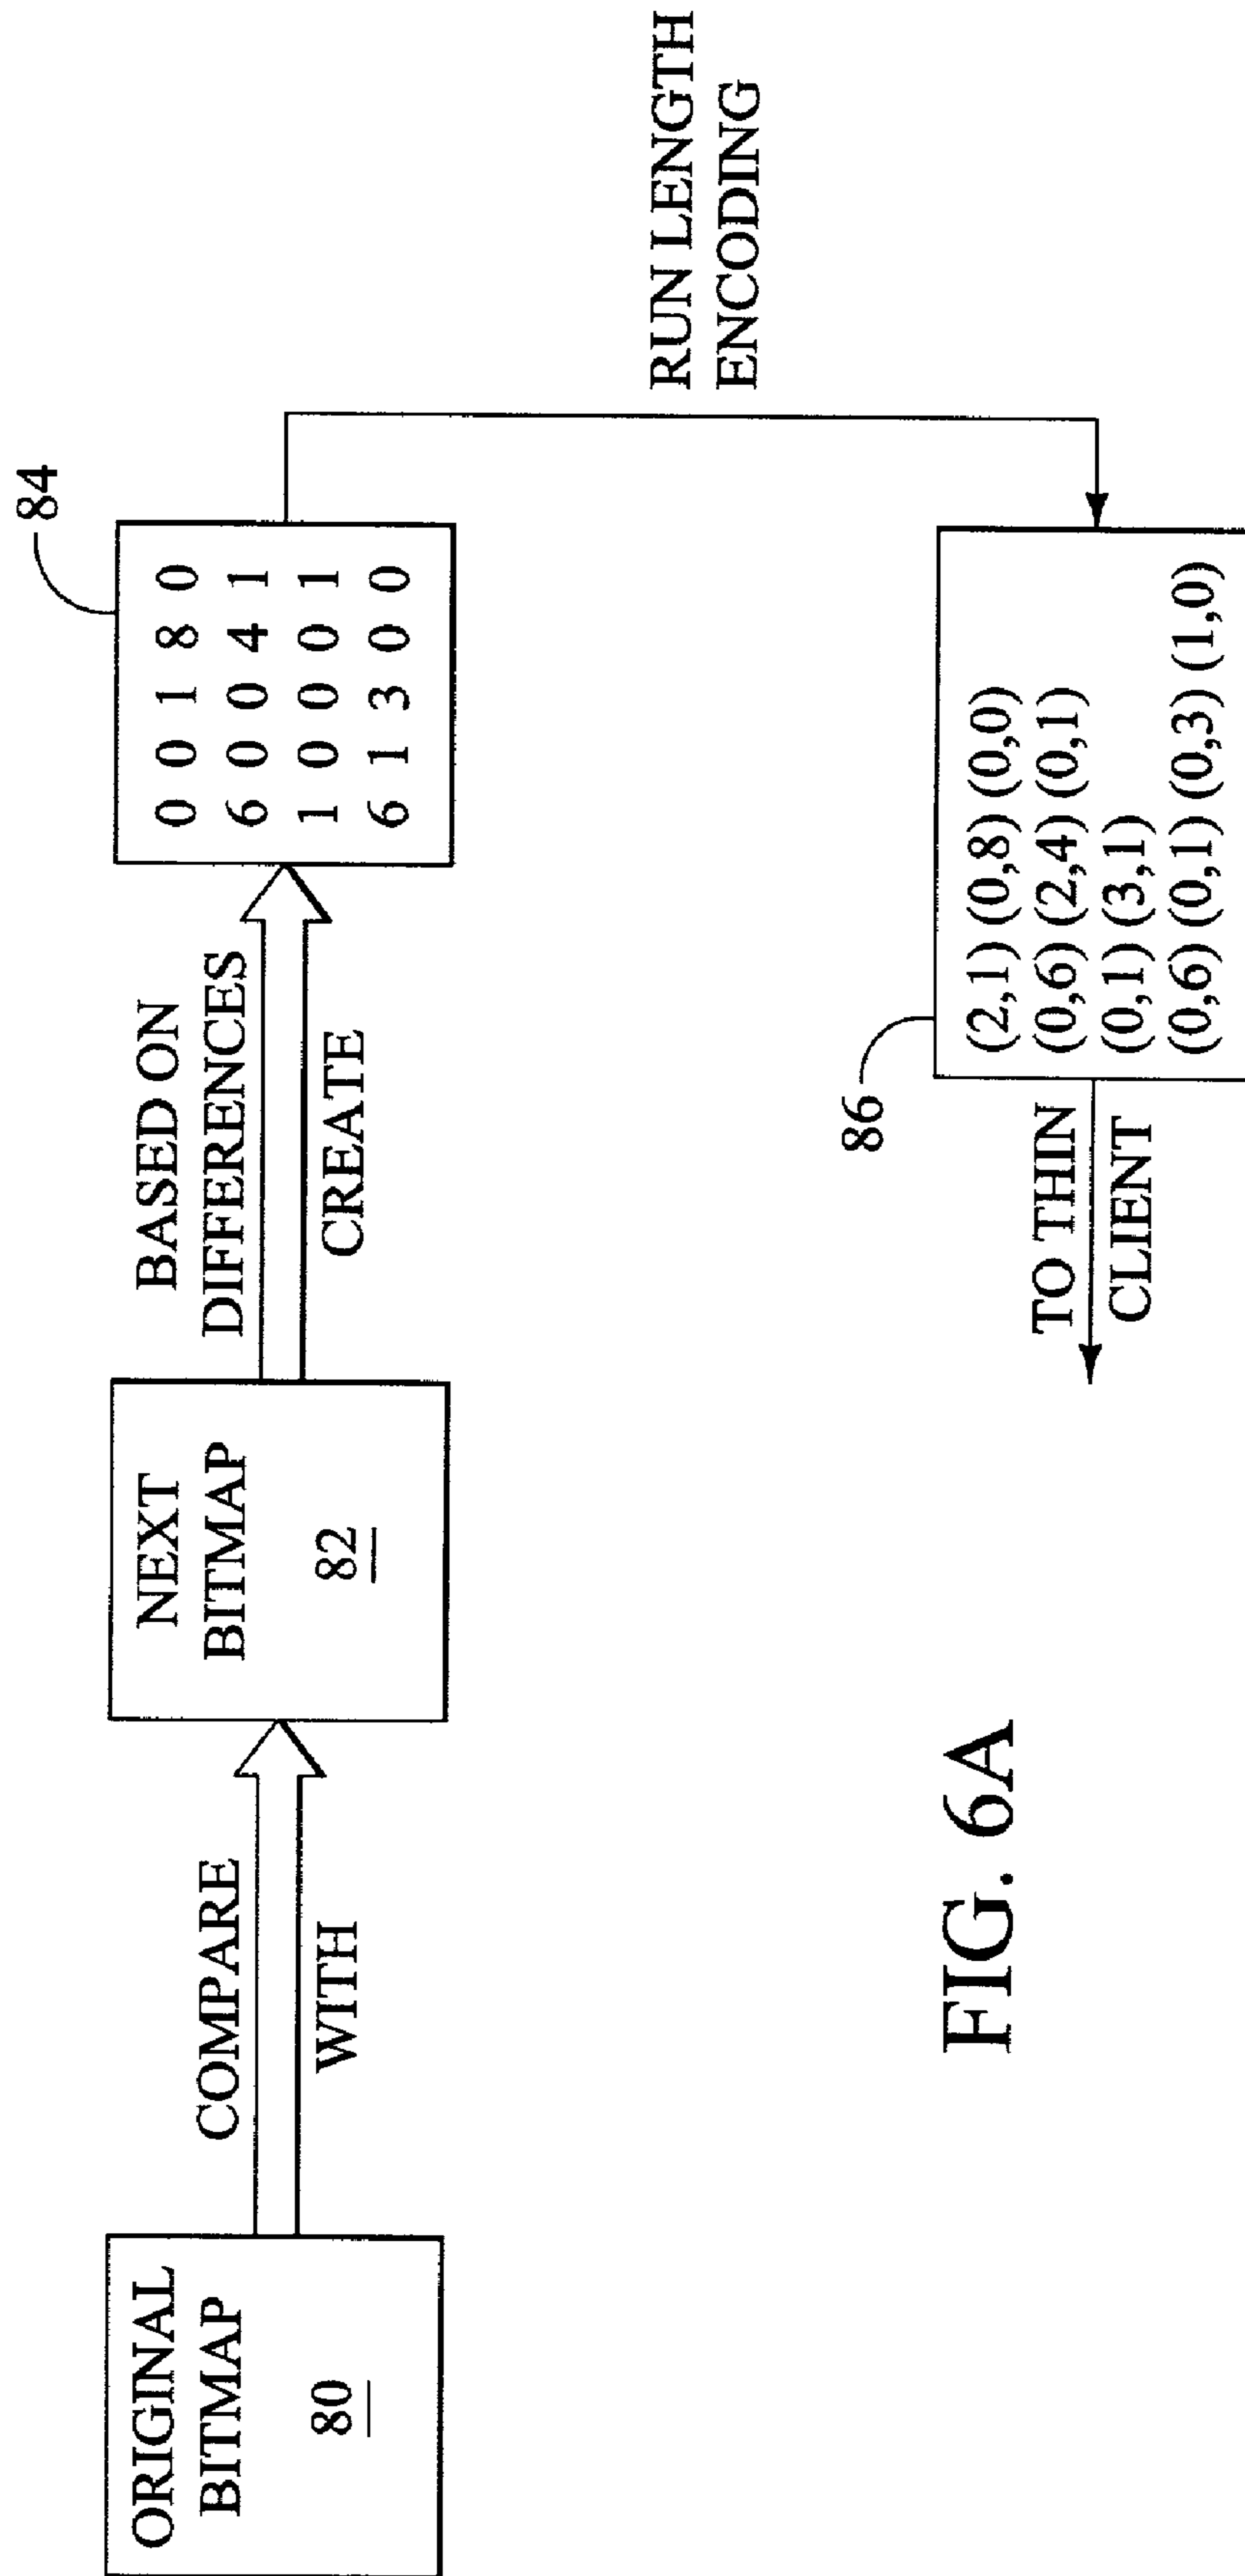 ORIGINAL
BITMAP
80
COMPARE
WITH
NEXT
BITMAP
82
BASED ON
DIFFERENCES
CREATE
84
0 0 1 8 0
6 0 0 4 1
1 0 0 0 1
6 1 3 0 0
RUN LENGTH
ENCODING
86
(2,1) (0,8) (0,0)
(0,6) (2,4) (0,1)
(0,1) (3,1)
(0,6) (0,1) (0,3) (1,0)
TO THIN
CLIENT
FIG. 6A